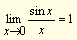 lim x→0 sin x / x = 1